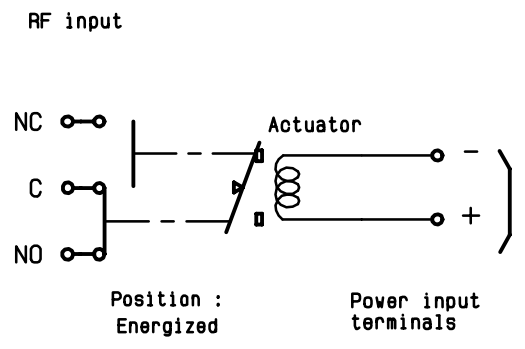 RF input
NC
Actuator
-
C
+
NO
Position :
Energized
Power input
terminals